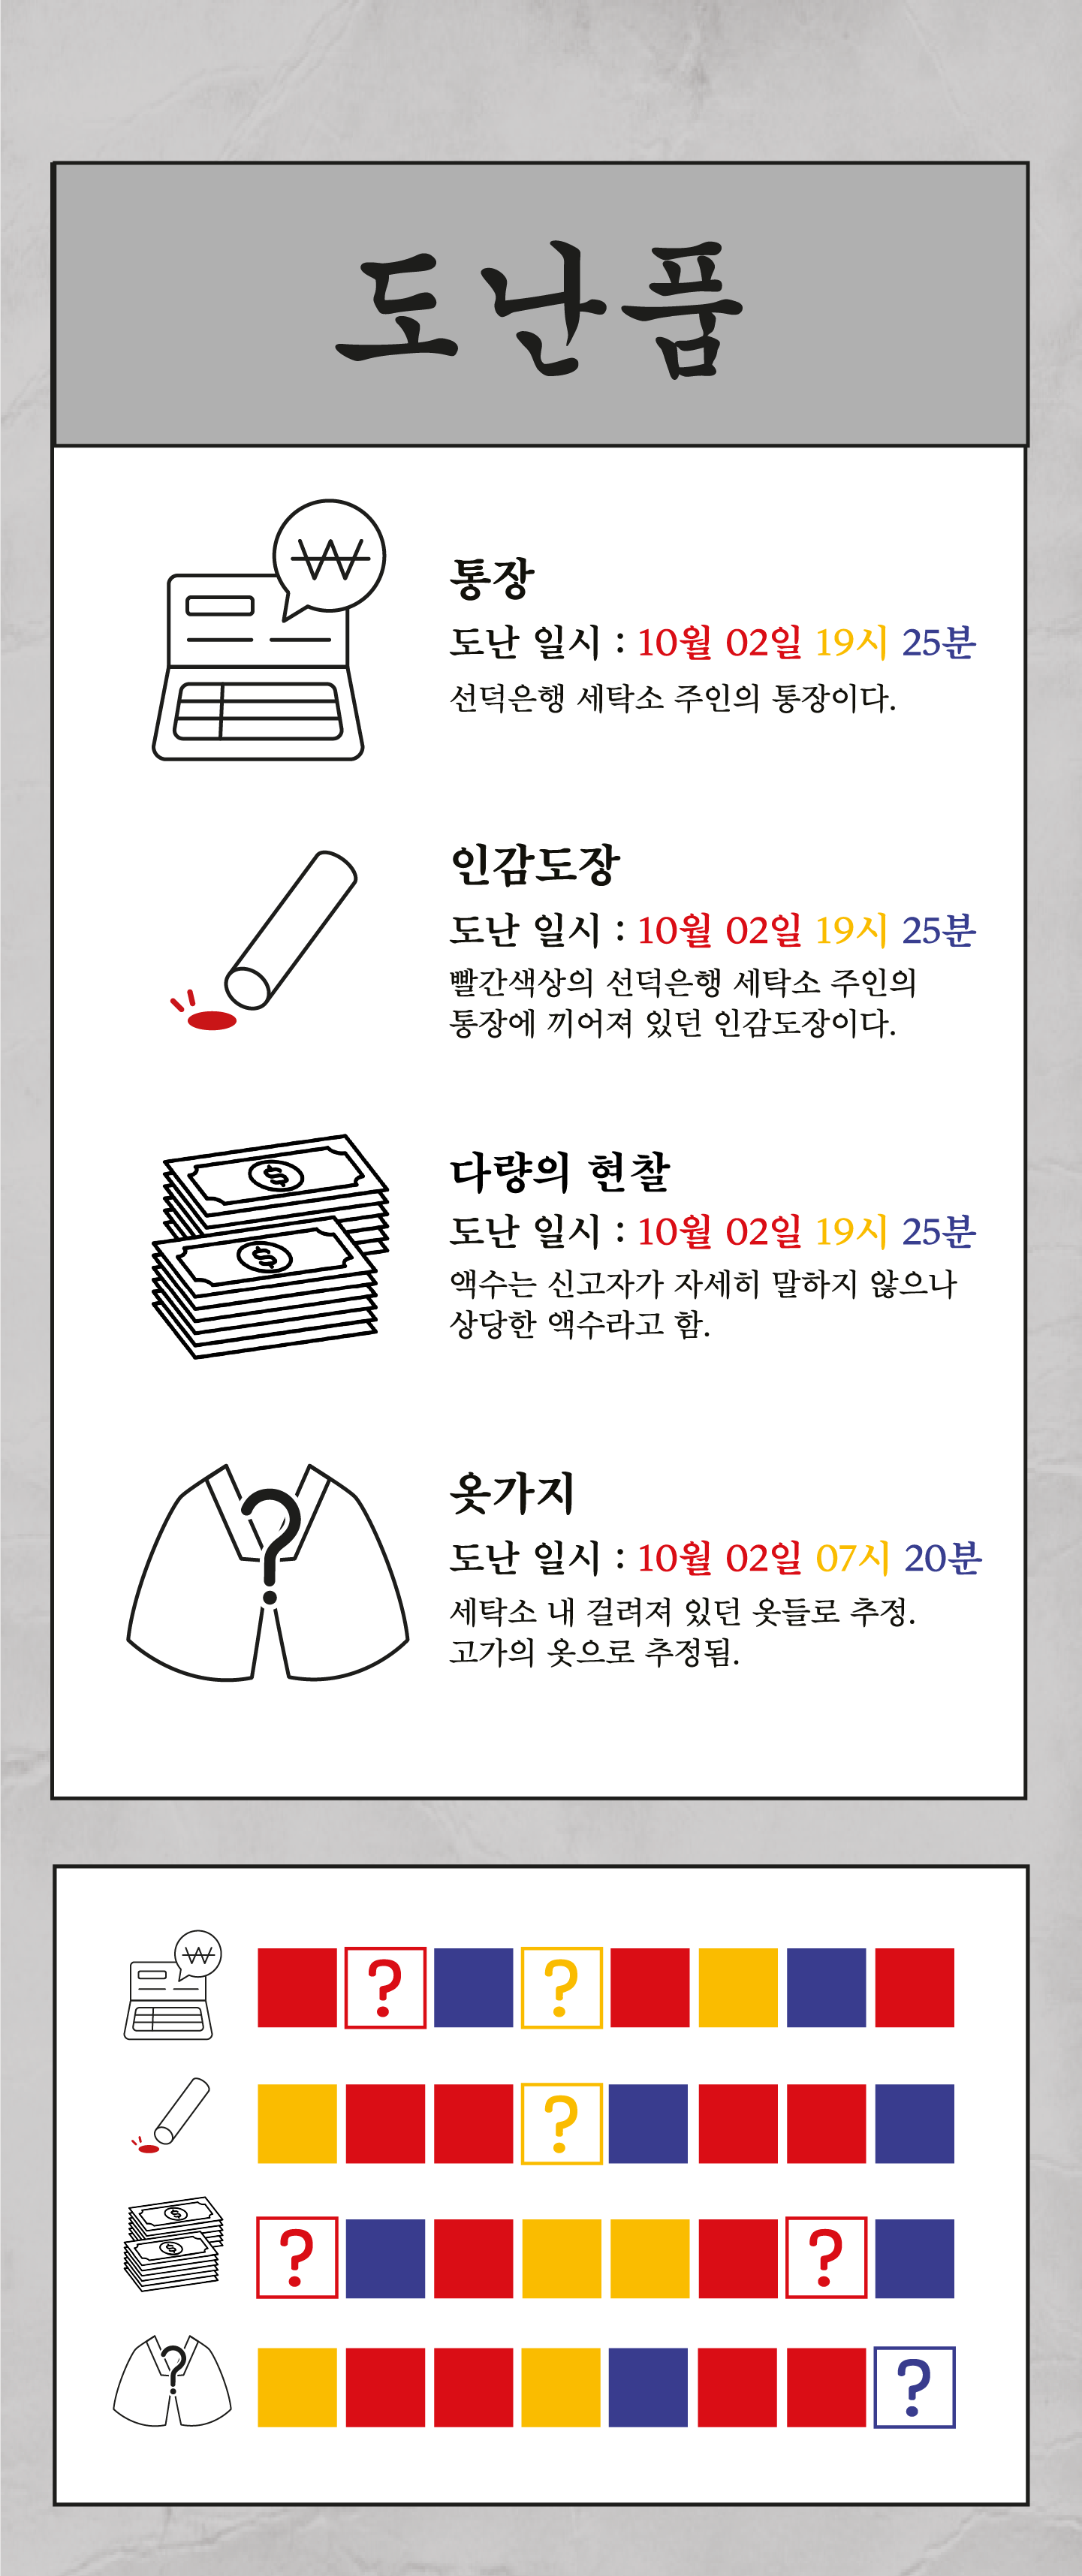 도난품
₩
통장
도난 일시 : 10월 02일 19시 25분
선덕은행 세탁소 주인의 통장이다.
인감도장
도난 일시 : 10월 02일 19시 25분
빨간색상의 선덕은행 세탁소 주인의
통장에 끼어져 있던 인감도장이다.
$
$
다량의 현찰
도난 일시 : 10월 02일 19시 25분
액수는 신고자가 자세히 말하지 않으나
상당한 액수라고 함.
?
옷가지
도난 일시 : 10월 02일 07시 20분
세탁소 내 걸려져 있던 옷들로 추정.
고가의 옷으로 추정됨.
₩ ? ?
?
$ $ ? ?
? ?